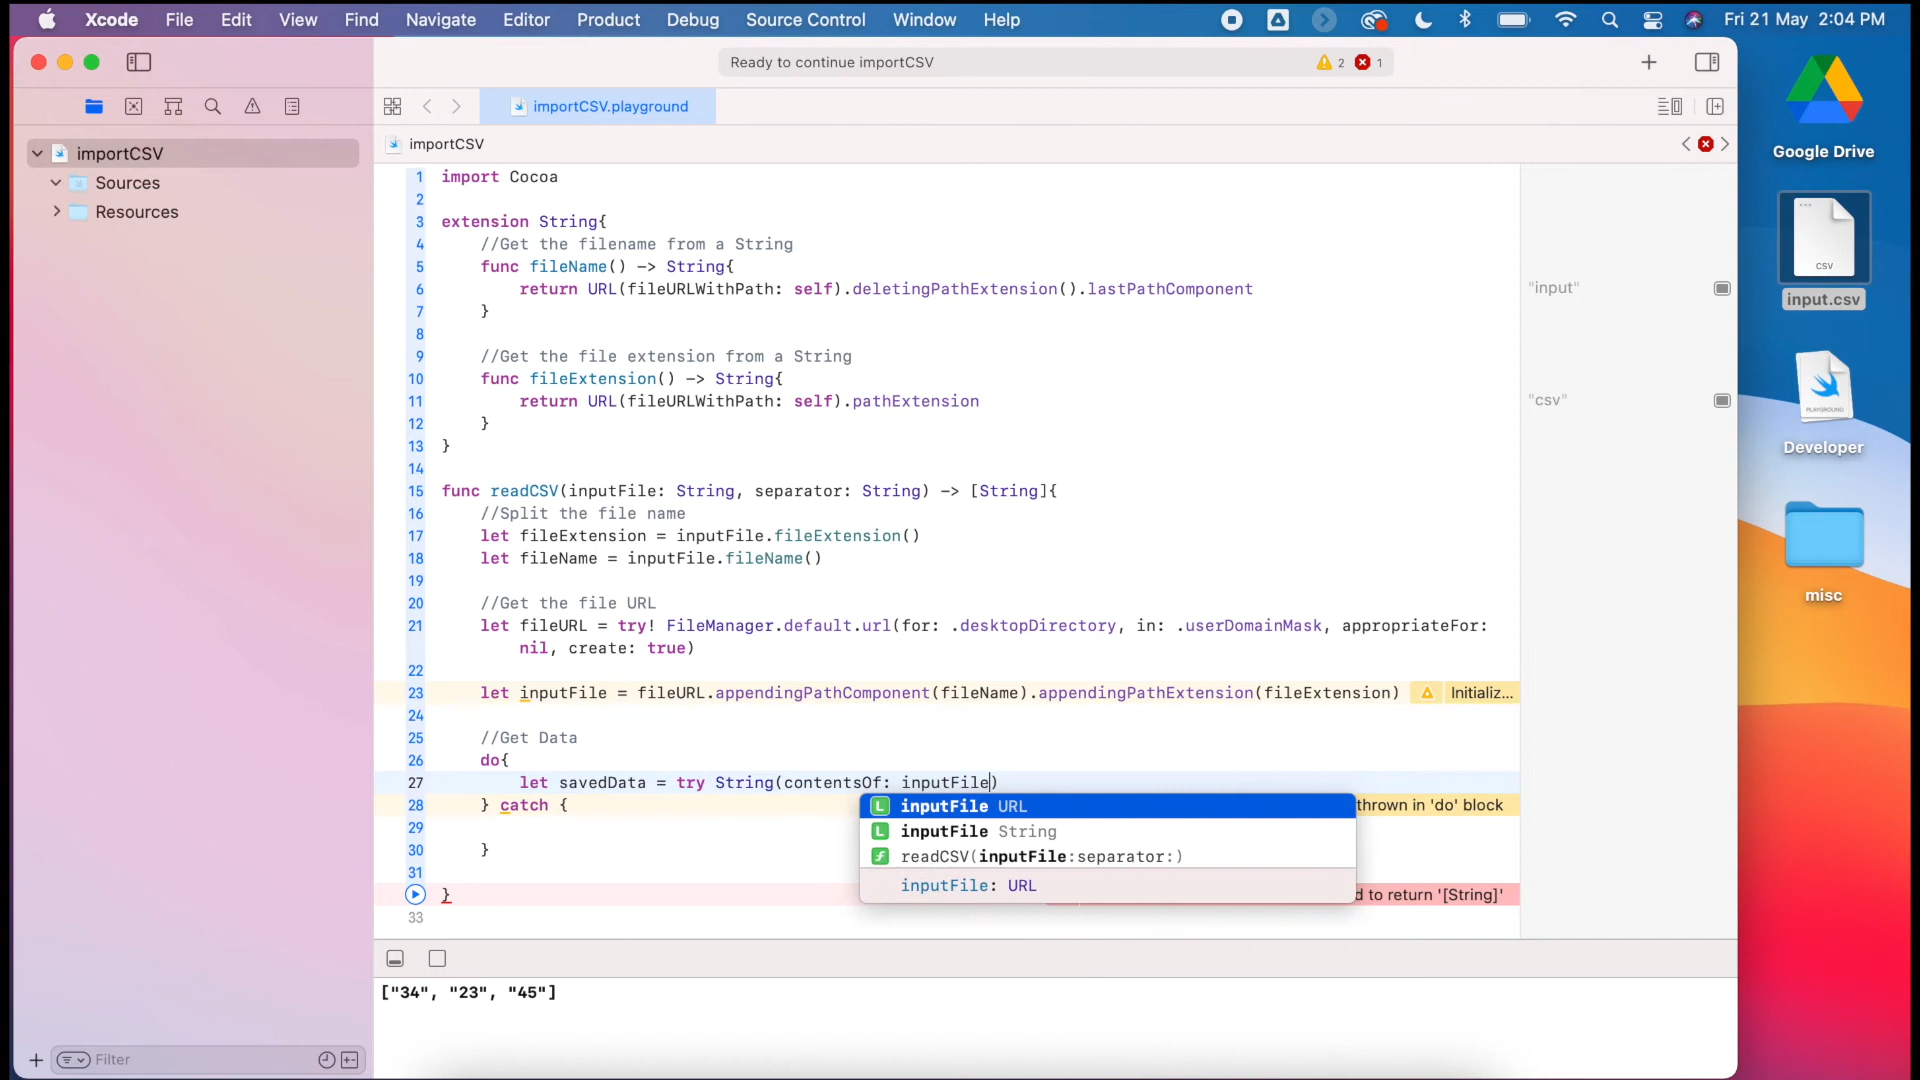 Xcode File Edit View Find Navigate Editor Product Debug Source Control Window Help Fri 21 May 2:04 PM
Ready to continue importCSV 2 1
importCSV.playground
importCSV
importCSV
Sources
Resources
Filter
1 import Cocoa
2
3 extension String{
4 //Get the filename from a String
5 func fileName() -> String{
6 return URL(fileURLWithPath: self).deletingPathExtension().lastPathComponent
7 }
8
9 //Get the file extension from a String
10 func fileExtension() -> String{
11 return URL(fileURLWithPath: self).pathExtension
12 }
13 }
14
15 func readCSV(inputFile: String, separator: String) -> [String]{
16 //Split the file name
17 let fileExtension = inputFile.fileExtension()
18 let fileName = inputFile.fileName()
19
20 //Get the file URL
21 let fileURL = try! FileManager.default.url(for: .desktopDirectory, in: .userDomainMask, appropriateFor:
nil, create: true)
22
23 let inputFile = fileURL.appendingPathComponent(fileName).appendingPathExtension(fileExtension) Initializ...
24
25 //Get Data
26 do{
27 let savedData = try String(contentsOf: inputFile)
28 } catch { thrown in 'do' block
29
30 }
31
} d to return '[String]'
33
inputFile URL
inputFile String
readCSV(inputFile:separator:)
inputFile: URL
"input"
"csv"
["34", "23", "45"]
Google Drive
CSV
input.csv
PLAYGROUND
Developer
misc